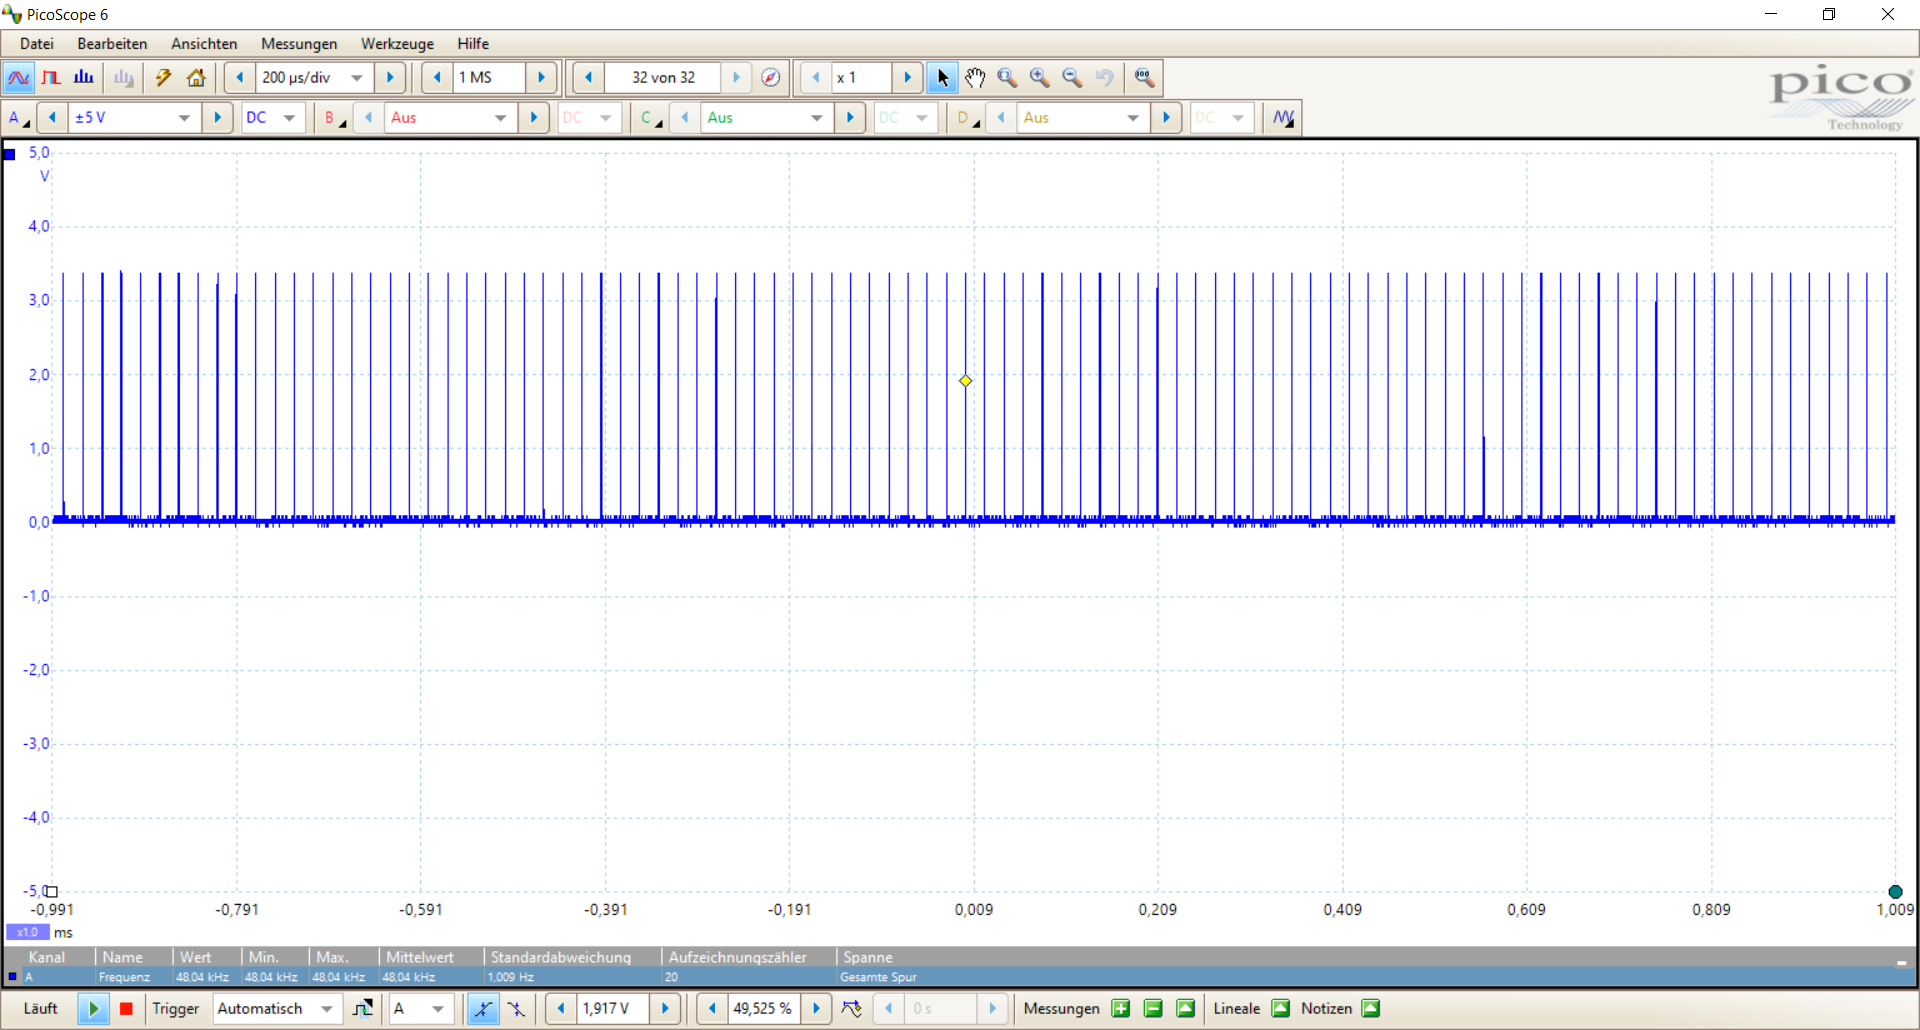 PicoScope 6
Datei Bearbeiten Ansichten Messungen Werkzeuge Hilfe
200 µs/div 1 MS 32 von 32 x 1
A ±5 V DC B Aus DC C Aus DC D Aus DC
pico
Technology
5,0
V
4,0
3,0
2,0
1,0
0,0
-1,0
-2,0
-3,0
-4,0
-5,0
-0,991 -0,791 -0,591 -0,391 -0,191 0,009 0,209 0,409 0,609 0,809 1,009
x1,0 ms
Kanal Name Wert Min. Max. Mittelwert Standardabweichung Aufzeichnungszähler Spanne
A Frequenz 48,04 kHz 48,04 kHz 48,04 kHz 48,04 kHz 1,009 Hz 20 Gesamte Spur
Läuft Trigger Automatisch A 1,917 V 49,525 % 0 s Messungen Lineale Notizen